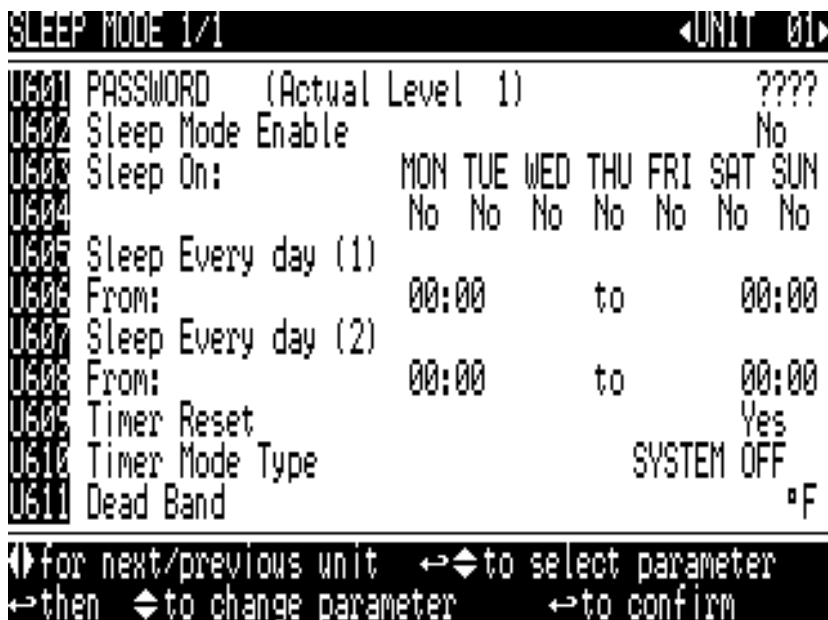 SLEEP MODE 1/1 ◂UNIT 01▸
U601 PASSWORD (Actual Level 1) ????
U602 Sleep Mode Enable No
U603 Sleep On: MON TUE WED THU FRI SAT SUN
U604 No No No No No No No
U605 Sleep Every day (1)
U606 From: 00:00 to 00:00
U607 Sleep Every day (2)
U608 From: 00:00 to 00:00
U609 Timer Reset Yes
U610 Timer Mode Type SYSTEM OFF
U611 Dead Band °F
◂▸for next/previous unit ↩◆to select parameter
↩then ◆to change parameter ↩to confirm